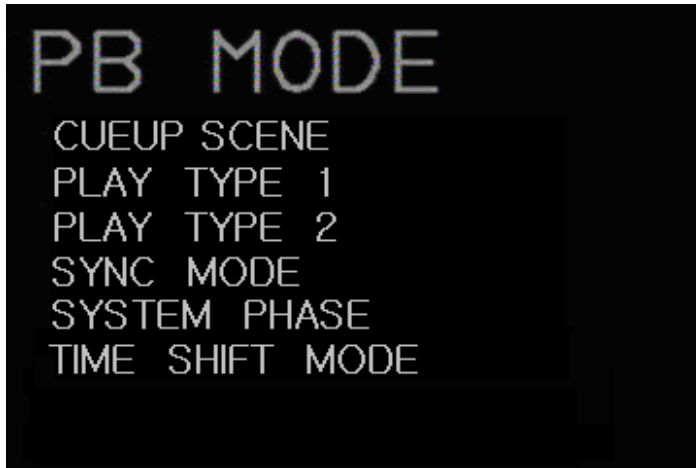 PB MODE
CUEUP SCENE
PLAY TYPE 1
PLAY TYPE 2
SYNC MODE
SYSTEM PHASE
TIME SHIFT MODE